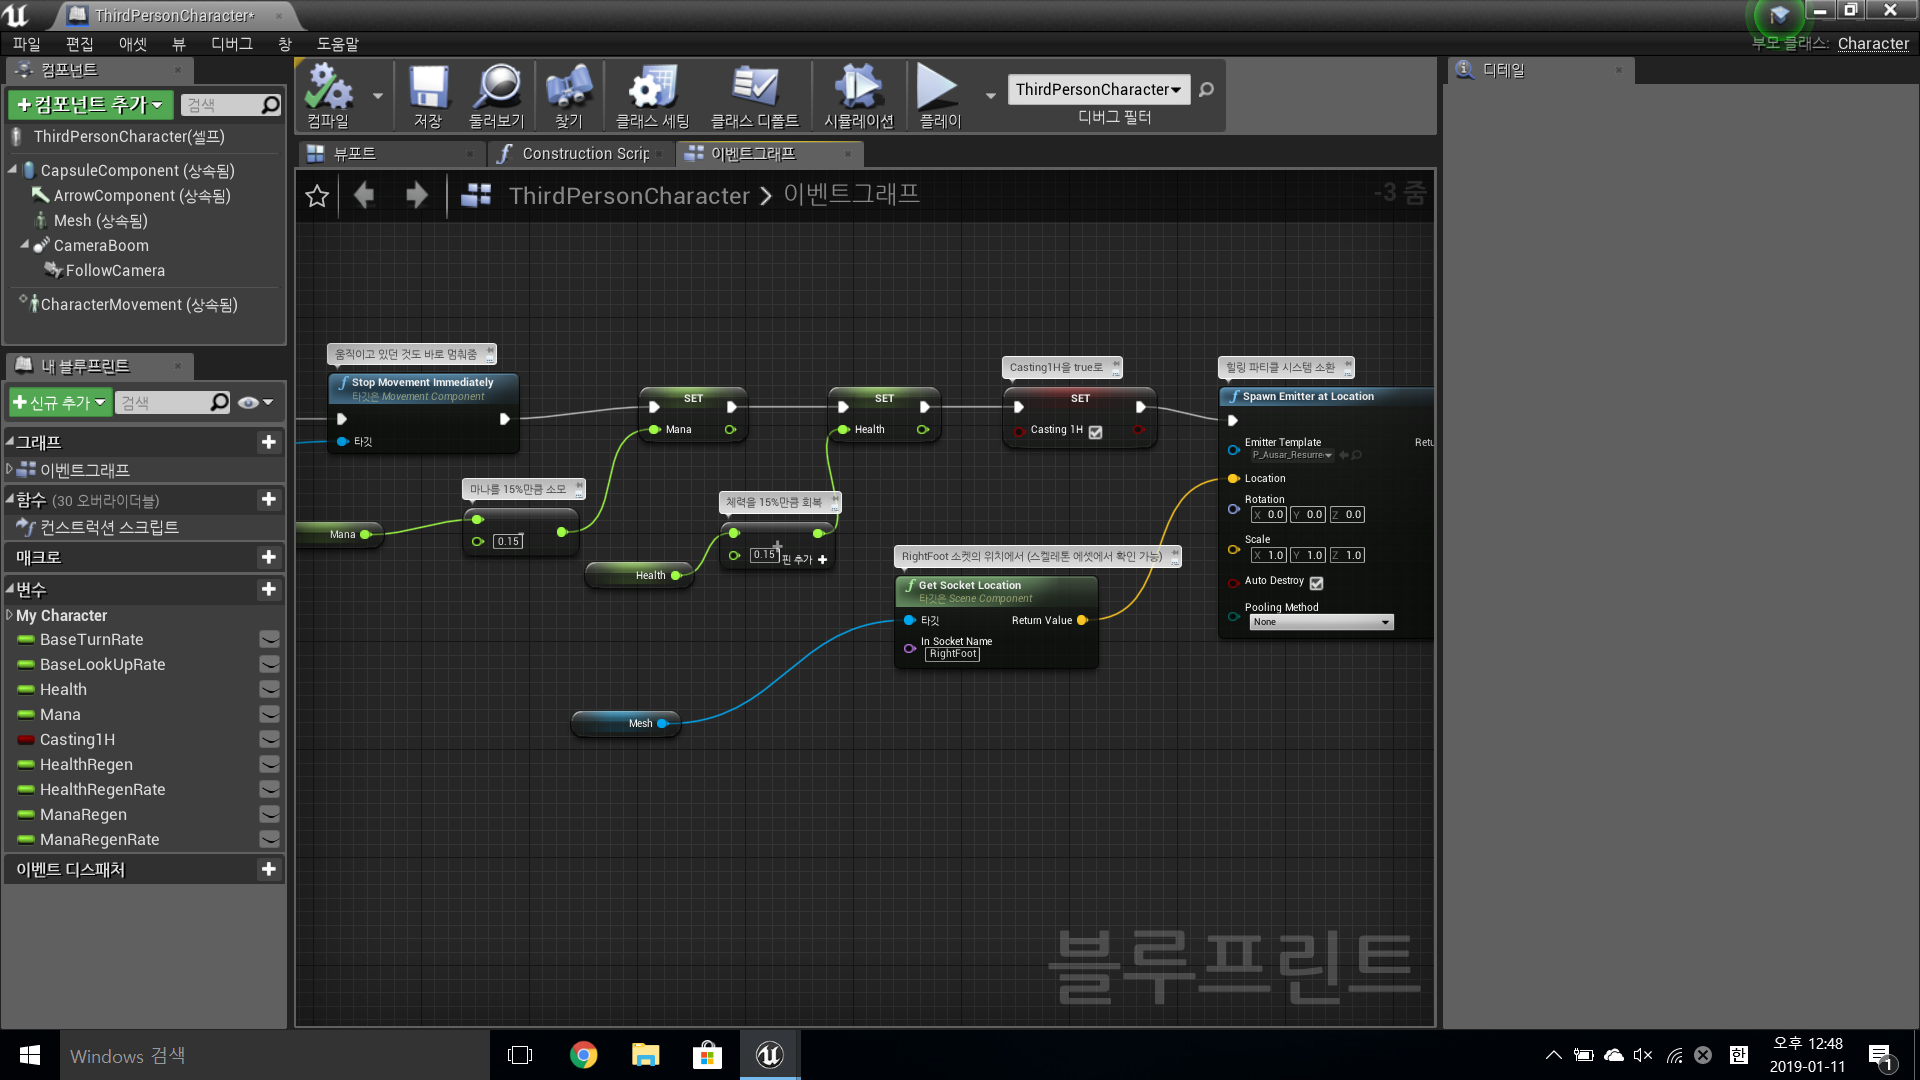 ThirdPersonCharacter*
파일 편집 애셋 뷰 디버그 창 도움말
부모 클래스: Character
컴포넌트
+컴포넌트 추가
검색
ThirdPersonCharacter(셀프)
CapsuleComponent (상속됨)
ArrowComponent (상속됨)
Mesh (상속됨)
CameraBoom
FollowCamera
CharacterMovement (상속됨)
컴파일
저장
둘러보기
찾기
클래스 세팅
클래스 디폴트
시뮬레이션
플레이
ThirdPersonCharacter
디버그 필터
디테일
뷰포트
Construction Scrip
이벤트그래프
ThirdPersonCharacter > 이벤트그래프
-3 줌
내 블루프린트
+신규 추가
검색
그래프
이벤트그래프
함수 (30 오버라이더블)
컨스트럭션 스크립트
매크로
변수
My Character
BaseTurnRate
BaseLookUpRate
Health
Mana
Casting1H
HealthRegen
HealthRegenRate
ManaRegen
ManaRegenRate
이벤트 디스패처
움직이고 있던 것도 바로 멈춰줌
Stop Movement Immediately
타깃은 Movement Component
타깃
SET
Mana
SET
Health
Casting1H을 true로
SET
Casting 1H
힐링 파티클 시스템 소환
Spawn Emitter at Location
Emitter Template
Retu
P_Ausar_Resurre
Location
Rotation
X 0.0 Y 0.0 Z 0.0
Scale
X 1.0 Y 1.0 Z 1.0
Auto Destroy
Pooling Method
None
마나를 15%만큼 소모
Mana
0.15
체력을 15%만큼 회복
0.15
핀 추가 +
Health
RightFoot 소켓의 위치에서 (스켈레톤 에셋에서 확인 가능)
Get Socket Location
타깃은 Scene Component
타깃
Return Value
In Socket Name
RightFoot
Mesh
블루프린트
Windows 검색
한
오후 12:48
2019-01-11
1